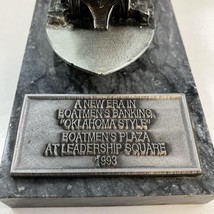 A NEW ERA IN
BOATMEN'S BANKING,
"OKLAHOMA STYLE"
BOATMEN'S PLAZA
AT LEADERSHIP SQUARE
1993